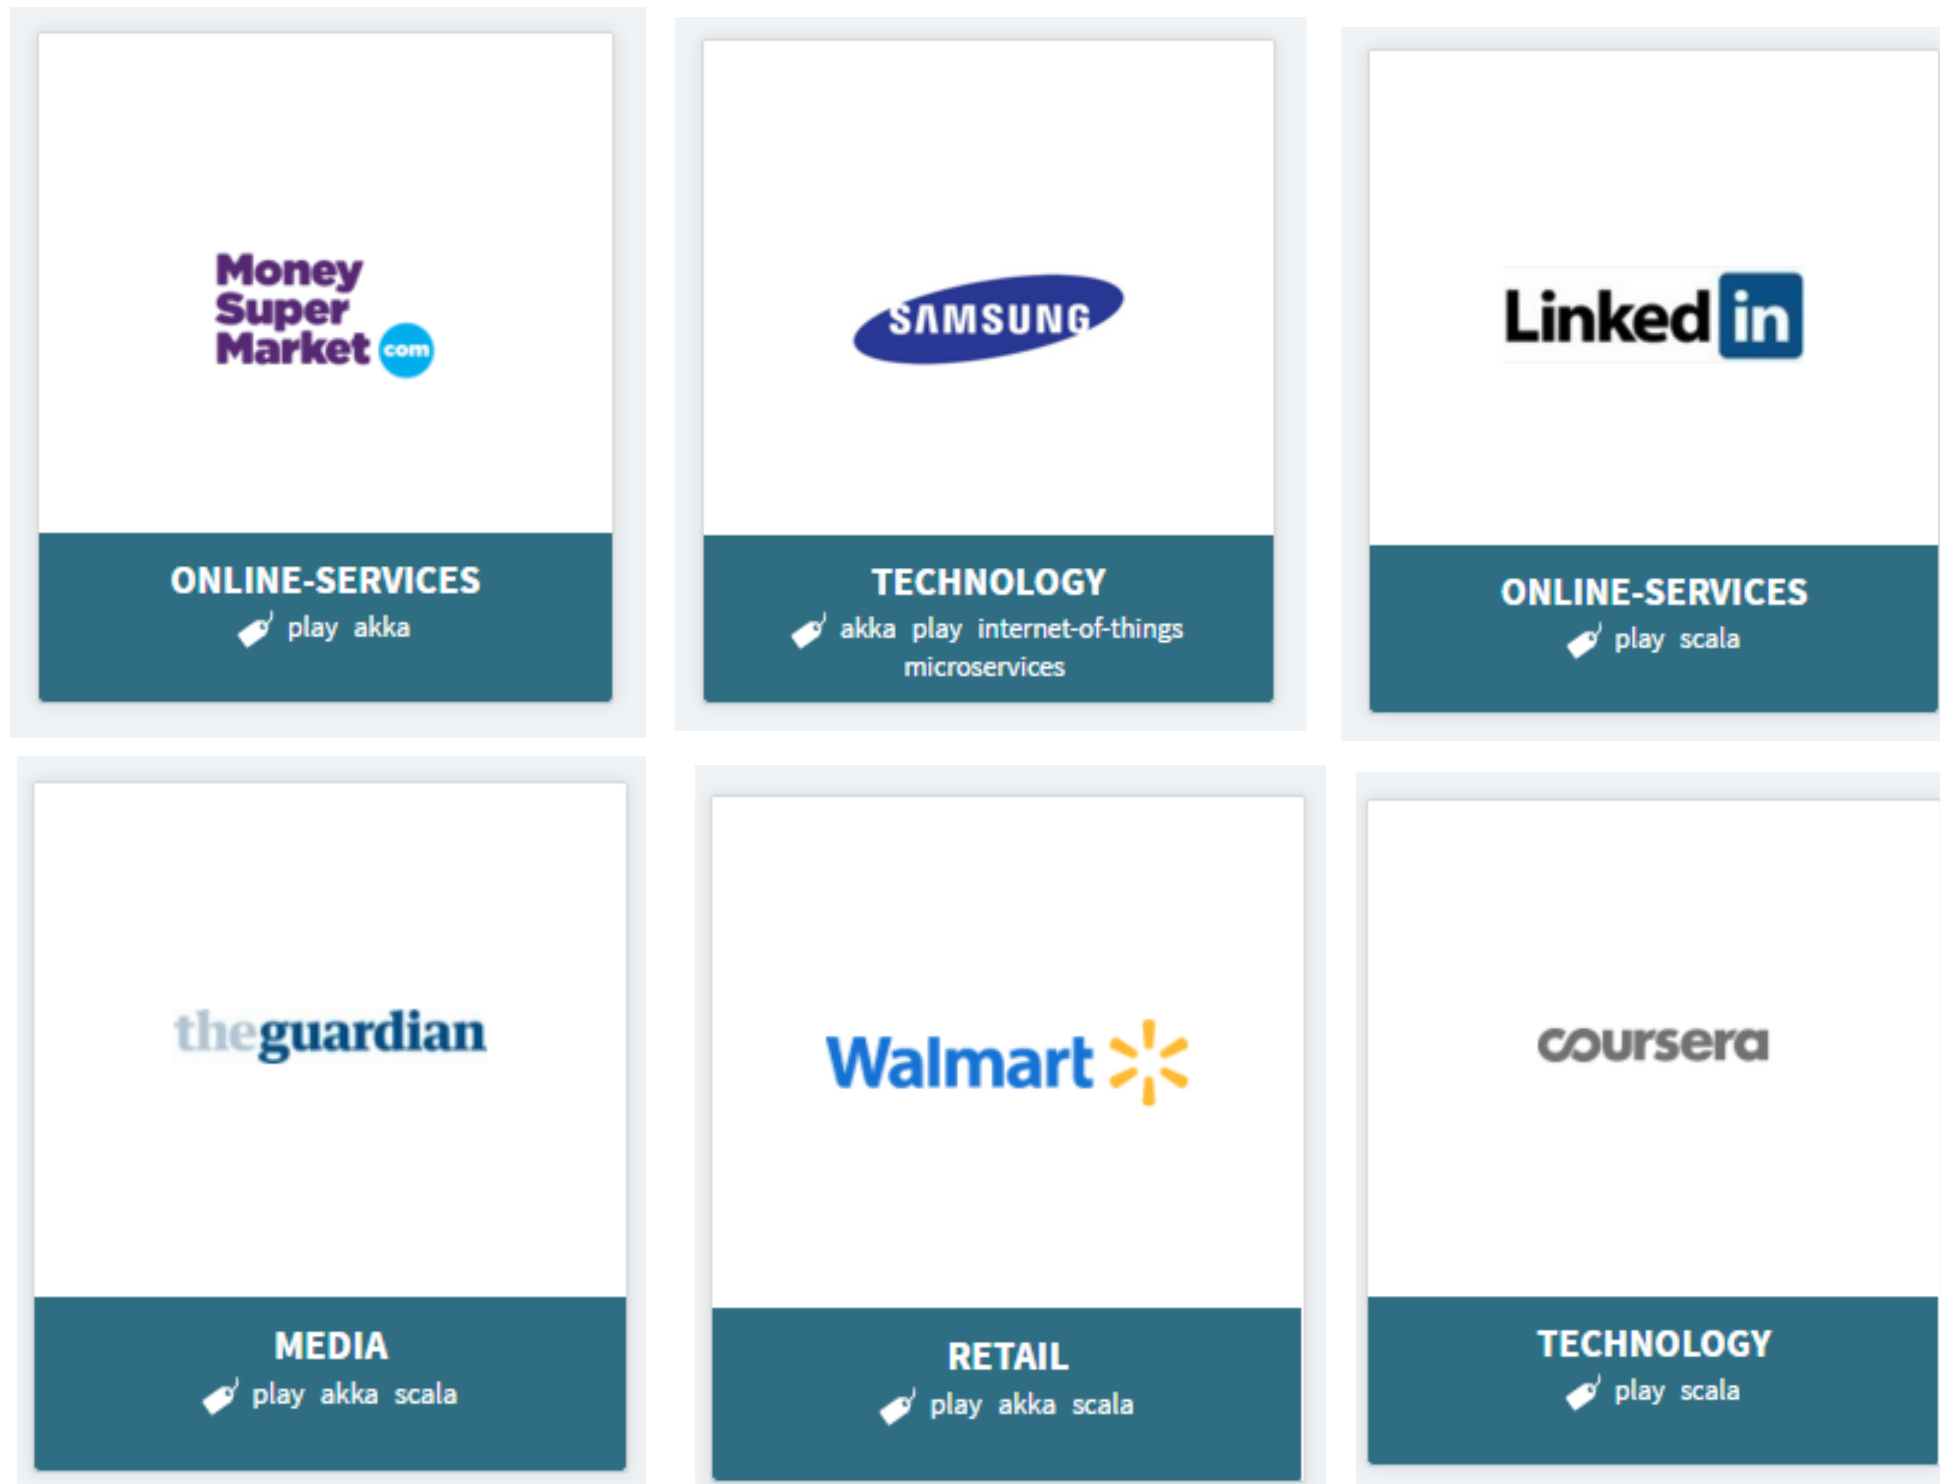 Money
Super
Market com
ONLINE-SERVICES
play akka
SAMSUNG
TECHNOLOGY
akka play internet-of-things
microservices
Linked in
ONLINE-SERVICES
play scala
theguardian
MEDIA
play akka scala
Walmart
RETAIL
play akka scala
coursera
TECHNOLOGY
play scala